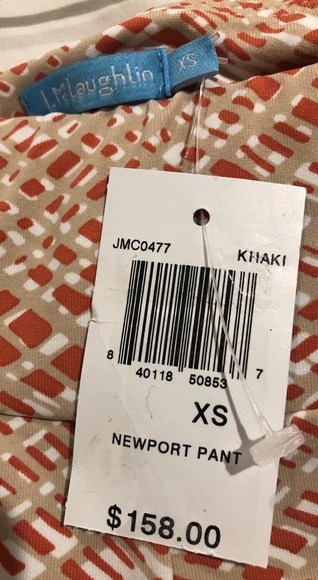 J.McLaughlin
XS
JMC0477
KHAKI
8 40118 50853 7
XS
NEWPORT PANT
$158.00